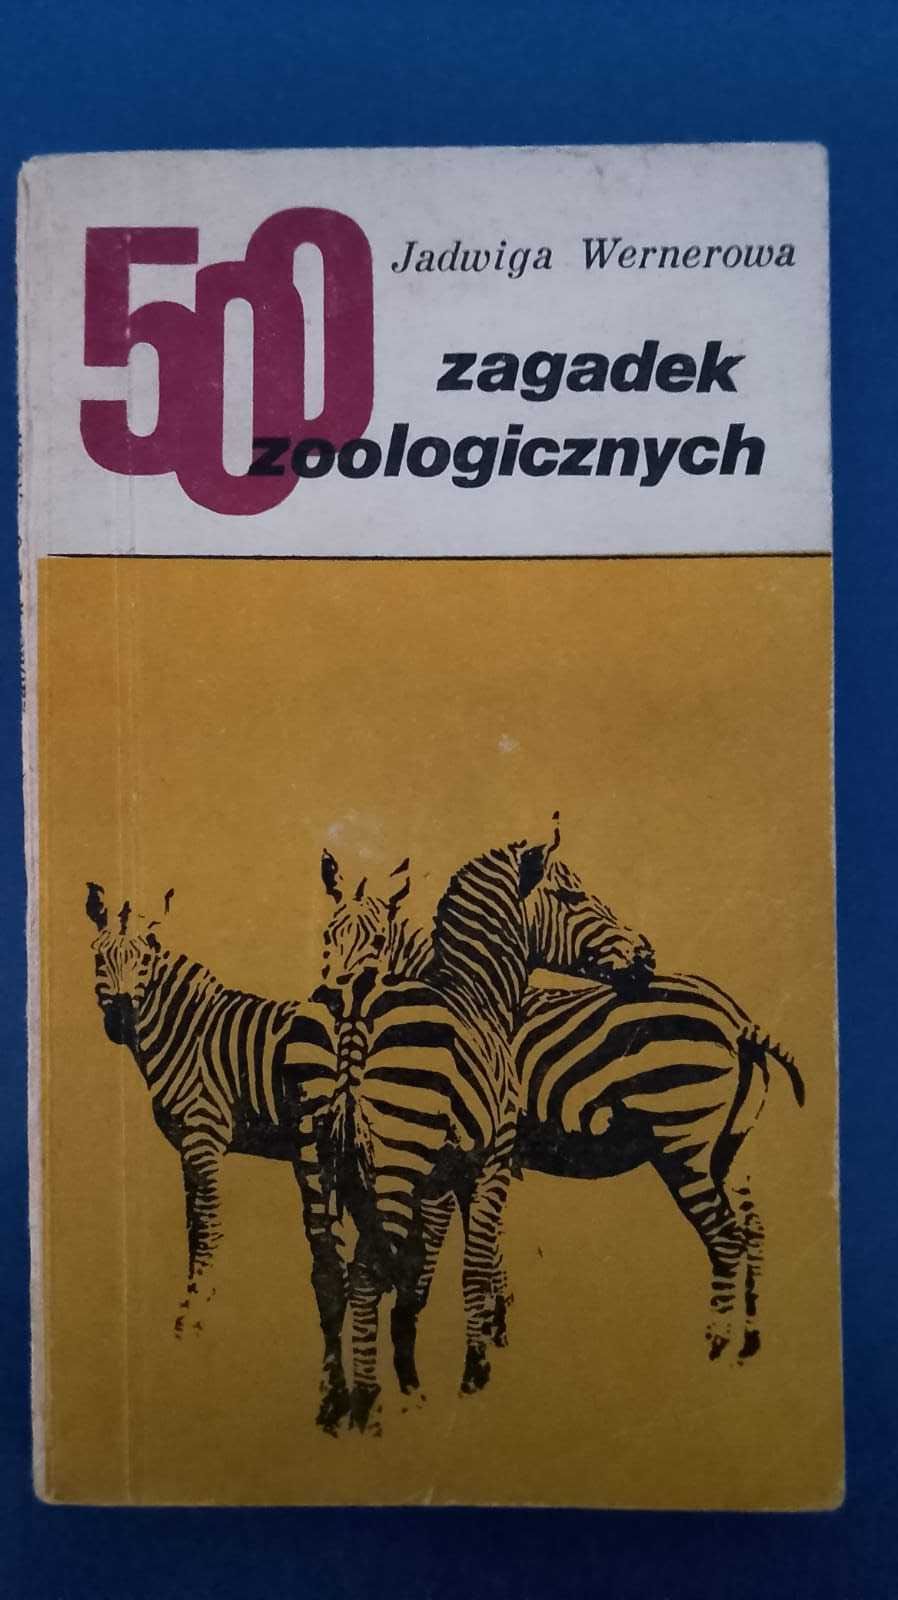 500
Jadwiga Wernerowa
zagadek
zoologicznych